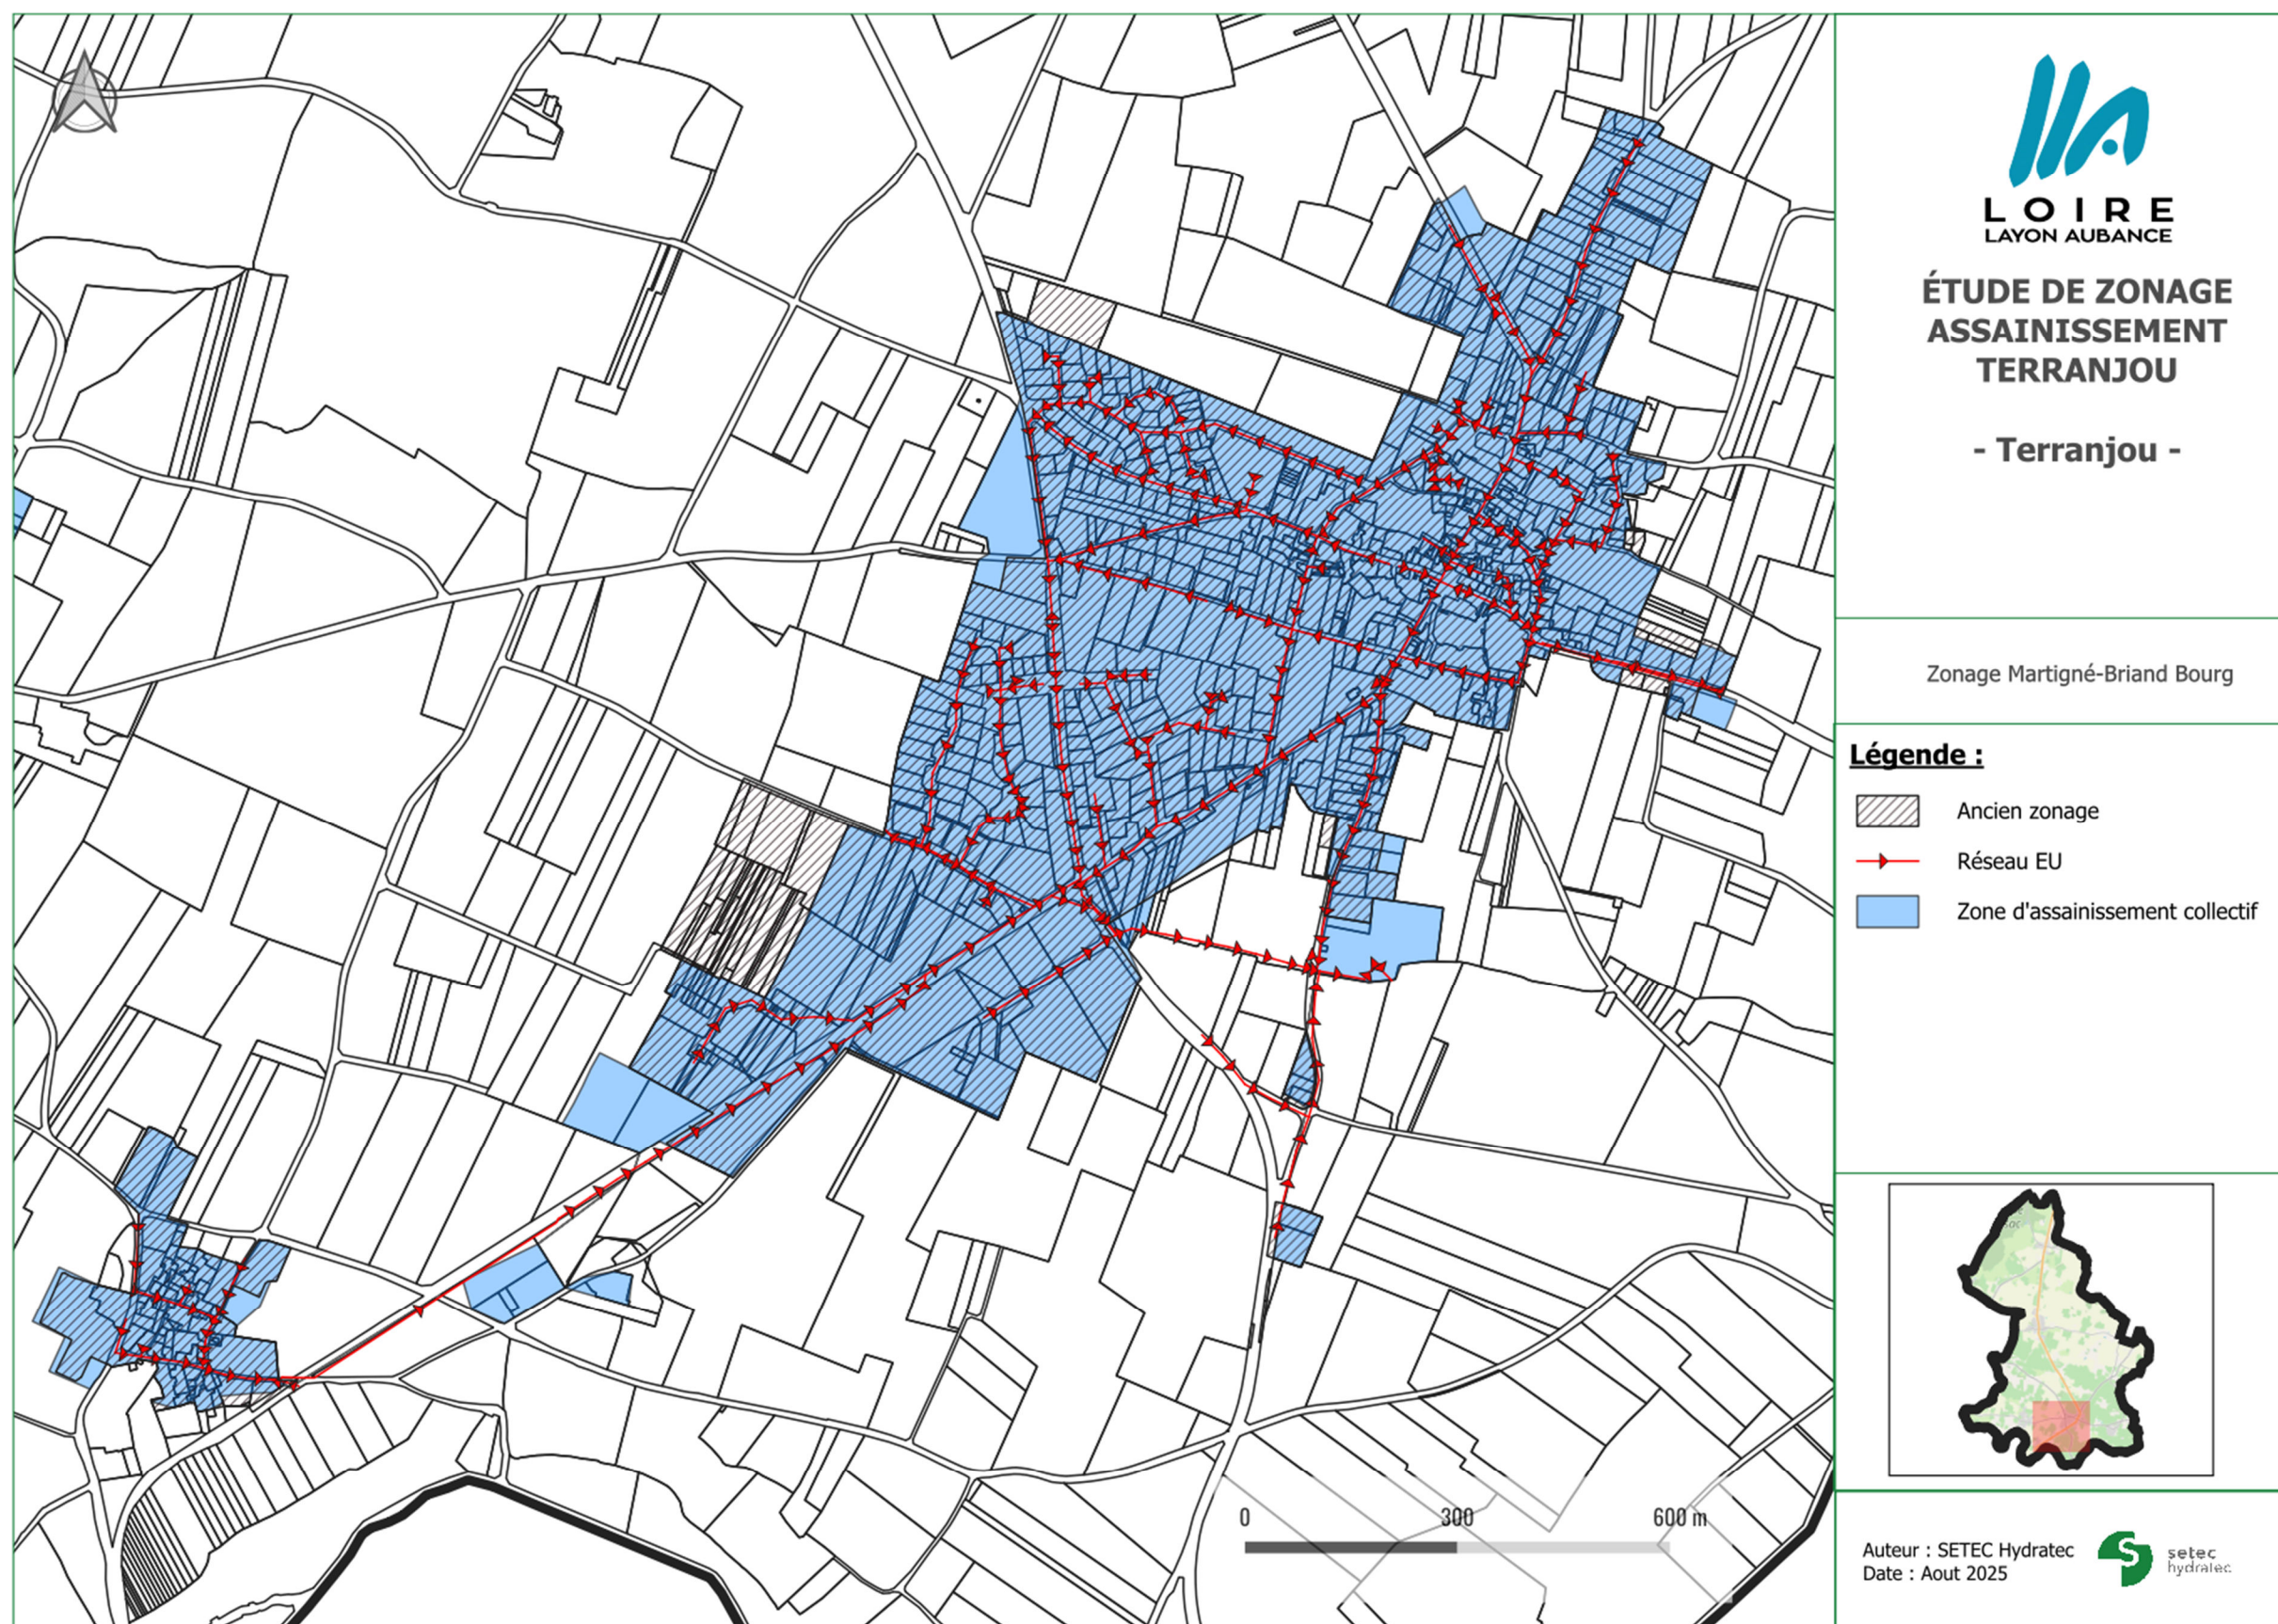 LOIRE
LAYON AUBANCE
ÉTUDE DE ZONAGE
ASSAINISSEMENT
TERRANJOU
- Terranjou -
Zonage Martigné-Briand Bourg
Légende :
Ancien zonage
Réseau EU
Zone d'assainissement collectif
0 300 600 m
Auteur : SETEC Hydratec
Date : Aout 2025
setec
hydratec